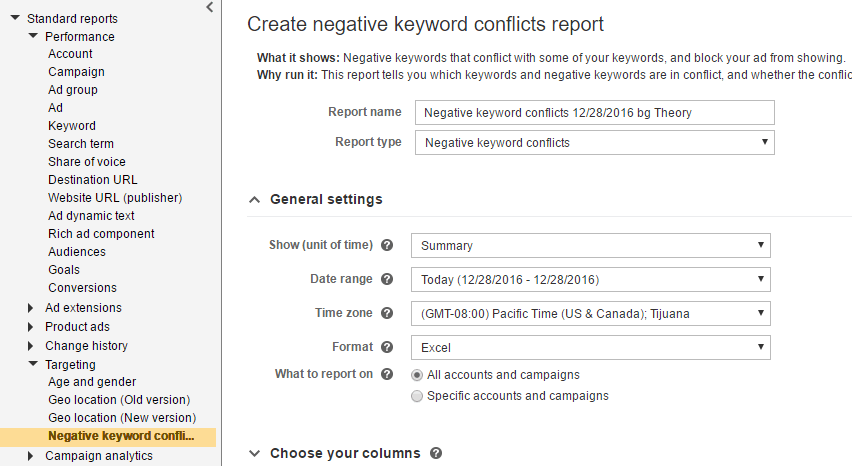 Standard reports
Performance
Account
Campaign
Ad group
Ad
Keyword
Search term
Share of voice
Destination URL
Website URL (publisher)
Ad dynamic text
Rich ad component
Audiences
Goals
Conversions
Ad extensions
Product ads
Change history
Targeting
Age and gender
Geo location (Old version)
Geo location (New version)
Negative keyword confli...
Campaign analytics
Create negative keyword conflicts report
What it shows: Negative keywords that conflict with some of your keywords, and block your ad from showing.
Why run it: This report tells you which keywords and negative keywords are in conflict, and whether the conflic
Report name Negative keyword conflicts 12/28/2016 bg Theory
Report type Negative keyword conflicts
General settings
Show (unit of time) ? Summary
Date range ? Today (12/28/2016 - 12/28/2016)
Time zone ? (GMT-08:00) Pacific Time (US & Canada); Tijuana
Format ? Excel
What to report on ? All accounts and campaigns
Specific accounts and campaigns
Choose your columns ?